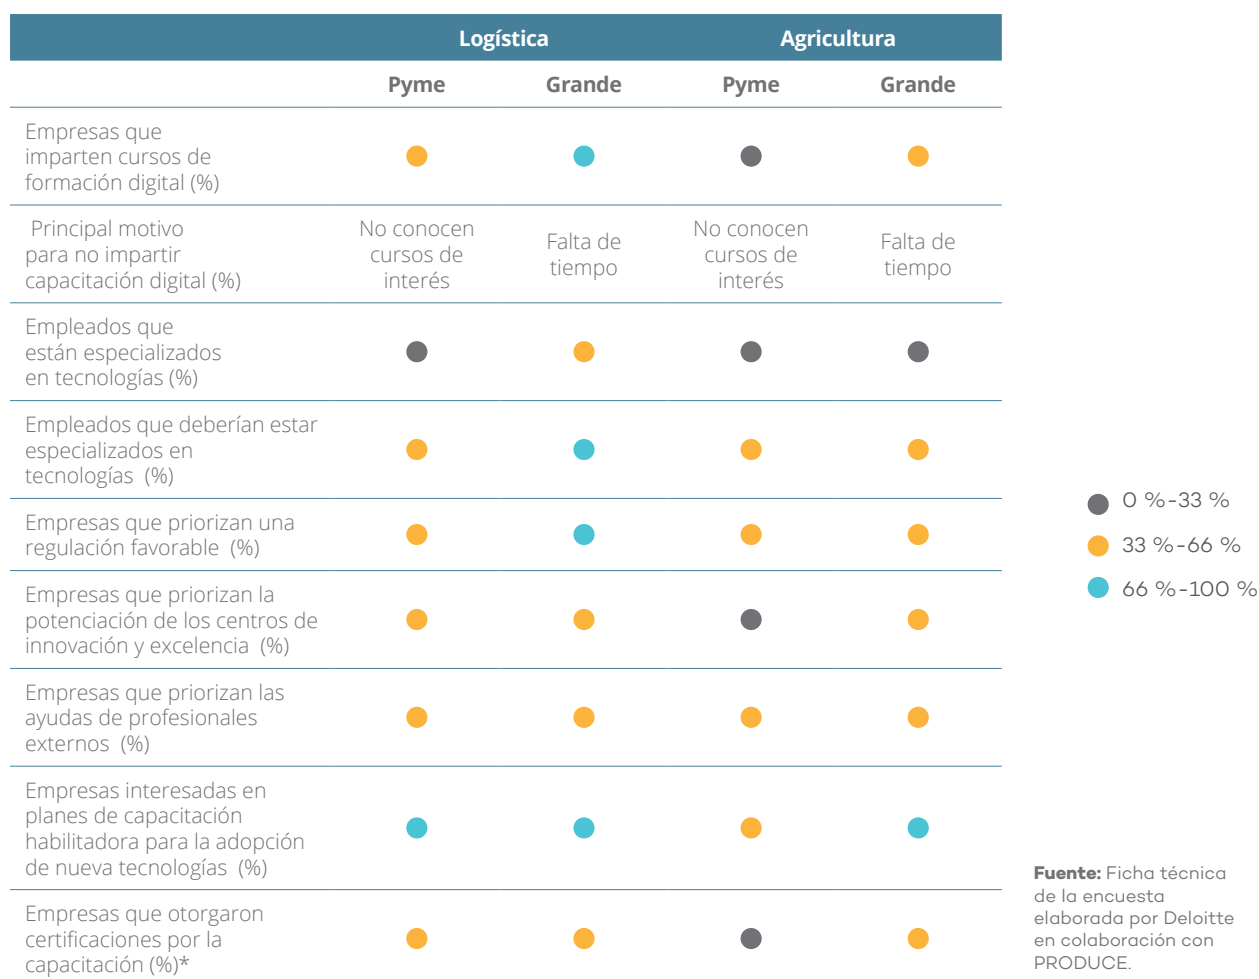 Logística Agricultura
Pyme Grande Pyme Grande
Empresas que
imparten cursos de
formación digital (%)
Principal motivo
para no impartir
capacitación digital (%)
No conocen
cursos de
interés
Falta de
tiempo
No conocen
cursos de
interés
Falta de
tiempo
Empleados que
están especializados
en tecnologías (%)
Empleados que deberían estar
especializados en
tecnologías (%)
Empresas que priorizan una
regulación favorable (%)
Empresas que priorizan la
potenciación de los centros de
innovación y excelencia (%)
Empresas que priorizan las
ayudas de profesionales
externos (%)
Empresas interesadas en
planes de capacitación
habilitadora para la adopción
de nueva tecnologías (%)
Empresas que otorgaron
certificaciones por la
capacitación (%)*
0 %-33 %
33 %-66 %
66 %-100 %
Fuente: Ficha técnica
de la encuesta
elaborada por Deloitte
en colaboración con
PRODUCE.